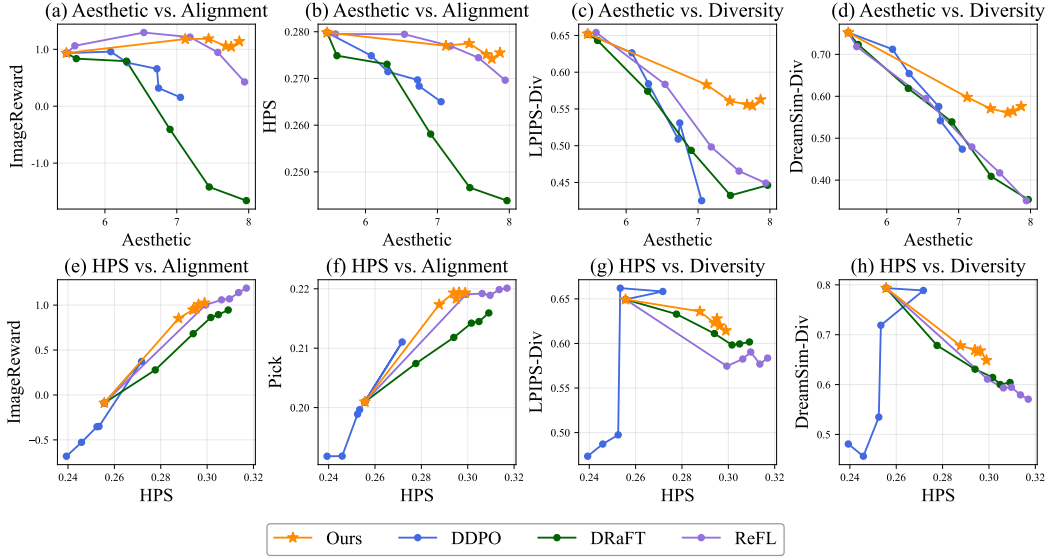 (a) Aesthetic vs. Alignment
(b) Aesthetic vs. Alignment
(c) Aesthetic vs. Diversity
(d) Aesthetic vs. Diversity
ImageReward
1.0
0.0
-1.0
6
7
8
Aesthetic
HPS
0.280
0.270
0.260
0.250
6
7
8
Aesthetic
LPIPS-Div
0.65
0.60
0.55
0.50
0.45
6
7
8
Aesthetic
DreamSim-Div
0.70
0.60
0.50
0.40
6
7
8
Aesthetic
(e) HPS vs. Alignment
(f) HPS vs. Alignment
(g) HPS vs. Diversity
(h) HPS vs. Diversity
ImageReward
1.0
0.5
0.0
−0.5
0.24
0.26
0.28
0.30
0.32
HPS
Pick
0.22
0.21
0.20
0.24
0.26
0.28
0.30
0.32
HPS
LPIPS-Div
0.65
0.60
0.55
0.50
0.24
0.26
0.28
0.30
0.32
HPS
DreamSim-Div
0.8
0.7
0.6
0.5
0.24
0.26
0.28
0.30
0.32
HPS
Ours
DDPO
DRaFT
ReFL